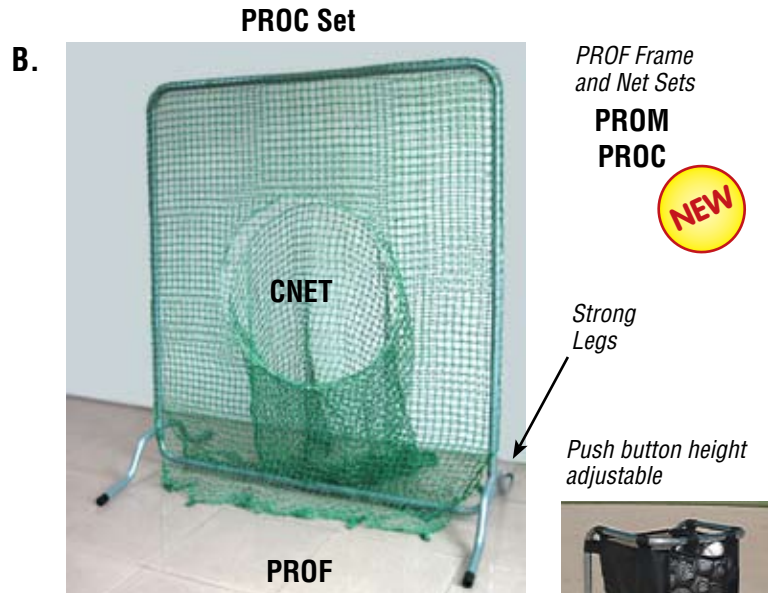 PROC Set
B.
PROF Frame
and Net Sets
PROM
PROC
NEW
CNET
Strong
Legs
Push button height
adjustable
PROF